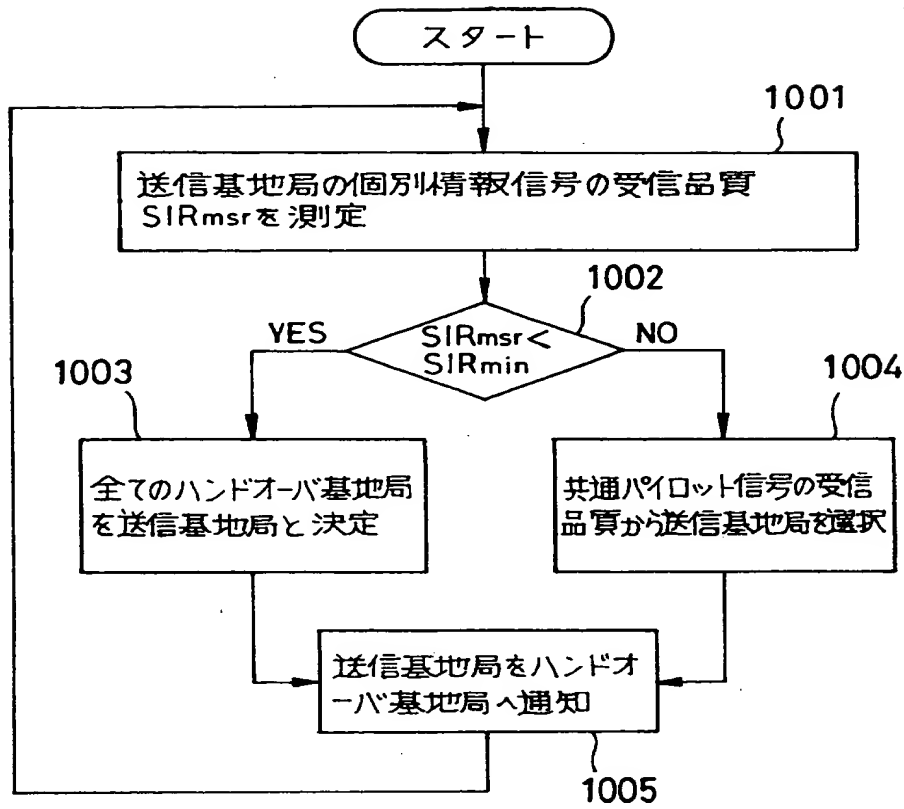 スタート
1001
送信基地局の個別情報信号の受信品質
SIRmsrを測定
1002
YES
SIRmsr<
SIRmin
NO
1003
1004
全てのハンドオーバ基地局
を送信基地局と決定
共通パイロット信号の受信
品質から送信基地局を選択
送信基地局をハンドオ
ーバ基地局へ通知
1005